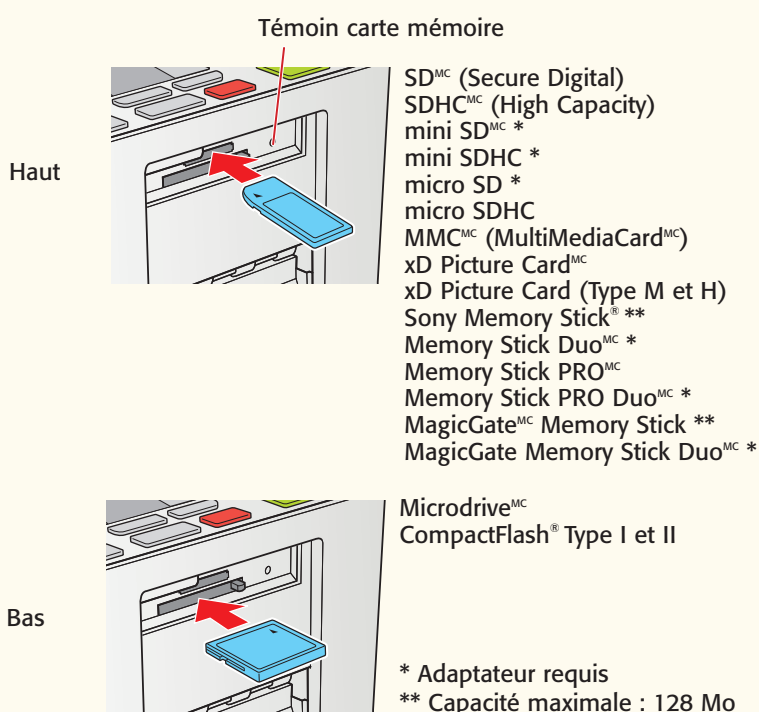 Témoin carte mémoire
Haut
SDᴹᶜ (Secure Digital)
SDHCᴹᶜ (High Capacity)
mini SDᴹᶜ *
mini SDHC *
micro SD *
micro SDHC
MMCᴹᶜ (MultiMediaCardᴹᶜ)
xD Picture Cardᴹᶜ
xD Picture Card (Type M et H)
Sony Memory Stick® **
Memory Stick Duoᴹᶜ *
Memory Stick PROᴹᶜ
Memory Stick PRO Duoᴹᶜ *
MagicGateᴹᶜ Memory Stick **
MagicGate Memory Stick Duoᴹᶜ *
Bas
Microdriveᴹᶜ
CompactFlash® Type I et II
* Adaptateur requis
** Capacité maximale : 128 Mo